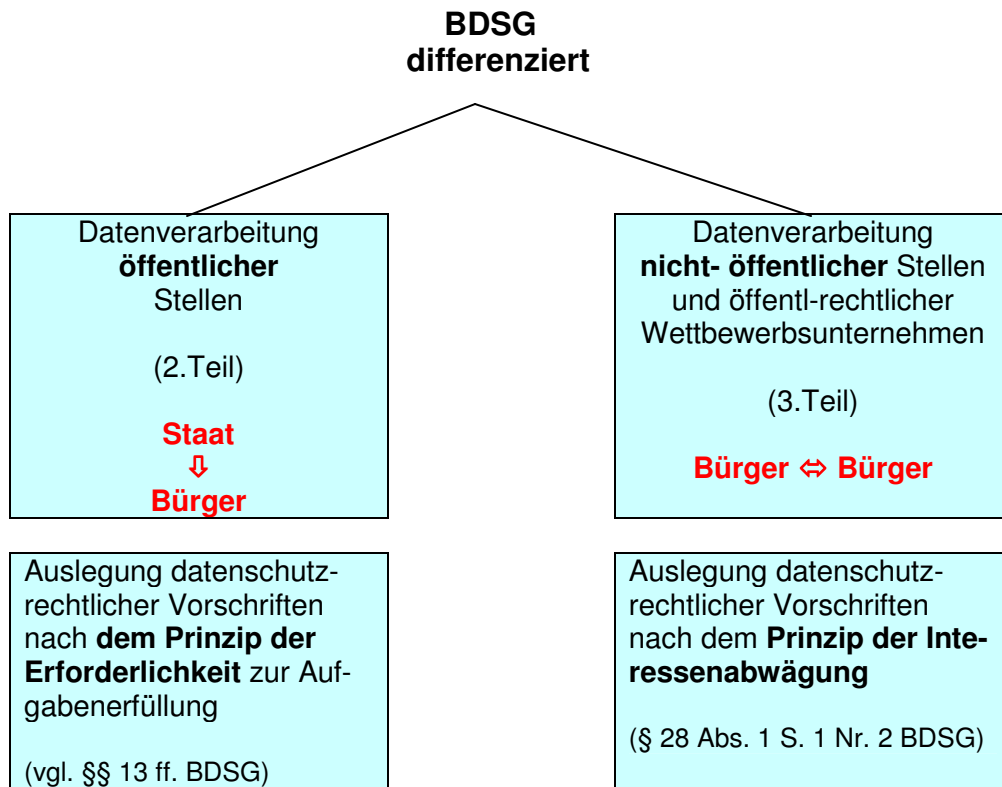 BDSG
differenziert
Datenverarbeitung
öffentlicher
Stellen
(2.Teil)
Staat
⇩
Bürger
Datenverarbeitung
nicht- öffentlicher Stellen
und öffentl-rechtlicher
Wettbewerbsunternehmen
(3.Teil)
Bürger ⬄ Bürger
Auslegung datenschutz-
rechtlicher Vorschriften
nach dem Prinzip der
Erforderlichkeit zur Auf-
gabenerfüllung
(vgl. §§ 13 ff. BDSG)
Auslegung datenschutz-
rechtlicher Vorschriften
nach dem Prinzip der Inte-
ressenabwägung
(§ 28 Abs. 1 S. 1 Nr. 2 BDSG)